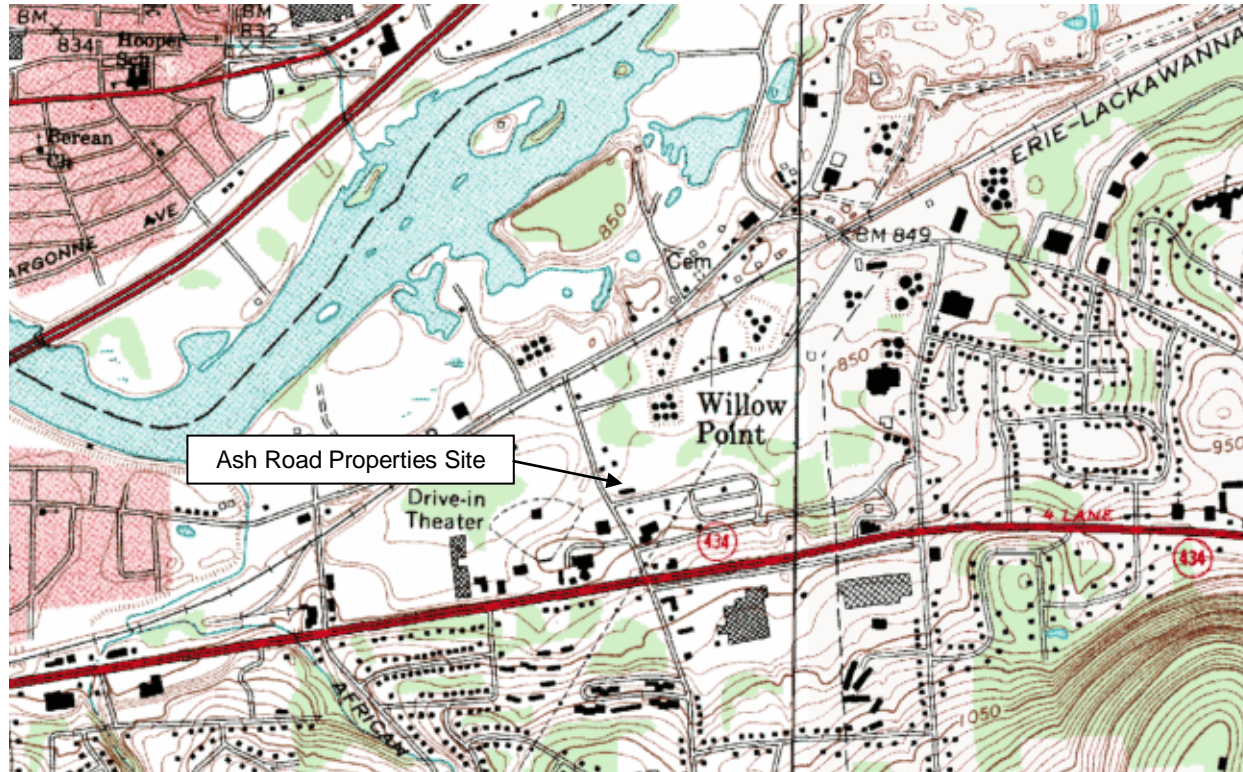 BM
834
Hooper
Sch
BM
832
Berean
Ch
ARGONNE AVE
850
Cem
ERIE-LACKAWANNA
BM 849
850
Willow
Point
950
Ash Road Properties Site
Drive-in
Theater
434
4 LANE
434
AFRICAN
1050